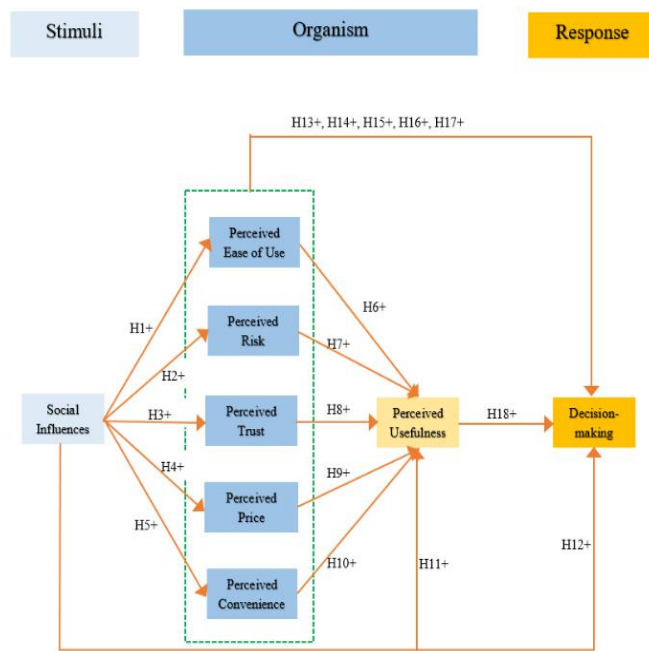 Stimuli
Organism
Response
H13+, H14+, H15+, H16+, H17+
Perceived
Ease of Use
H1+
H6+
Perceived
Risk
H2+
H7+
Social
Influences
H3+
Perceived
Trust
H8+
Perceived
Usefulness
H18+
Decision-
making
H4+
Perceived
Price
H9+
H5+
H10+
H11+
H12+
Perceived
Convenience